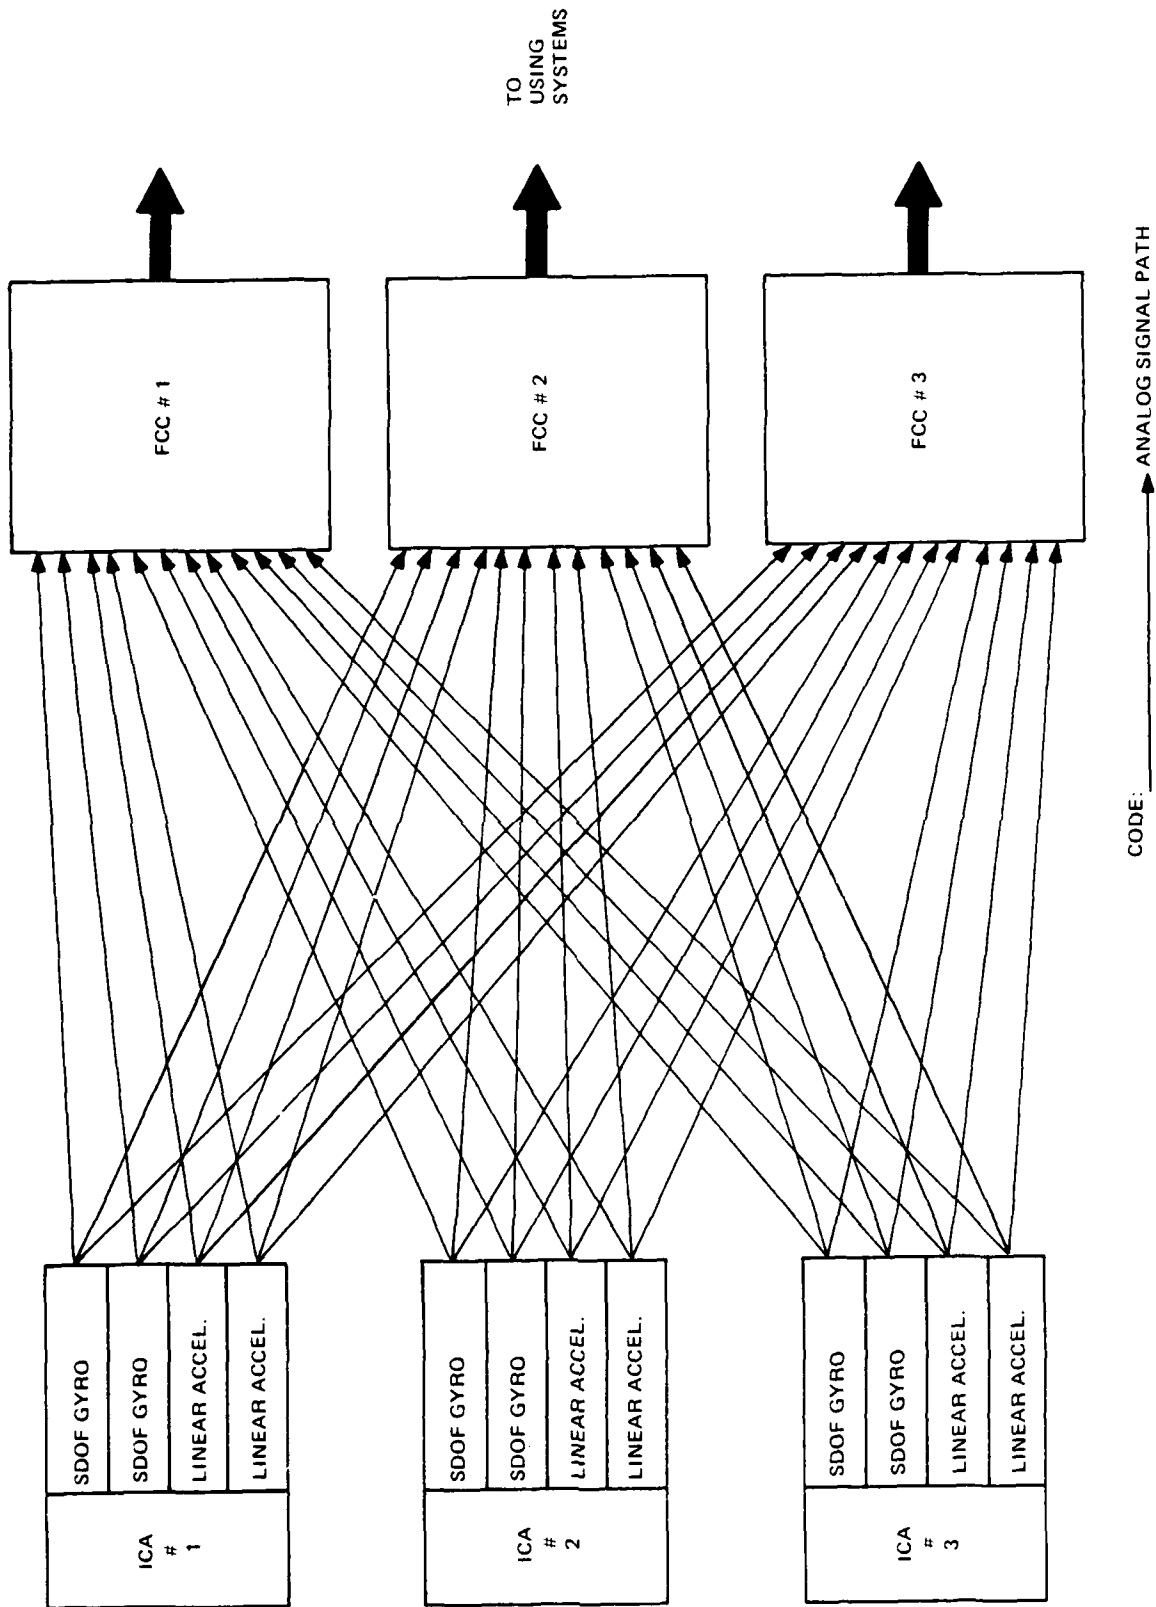 ICA
#
1
SDOF GYRO
SDOF GYRO
LINEAR ACCEL.
LINEAR ACCEL.
ICA
#
2
SDOF GYRO
SDOF GYRO
LINEAR ACCEL.
LINEAR ACCEL.
ICA
#
3
SDOF GYRO
SDOF GYRO
LINEAR ACCEL.
LINEAR ACCEL.
FCC # 1
FCC # 2
FCC # 3
TO
USING
SYSTEMS
CODE: ANALOG SIGNAL PATH